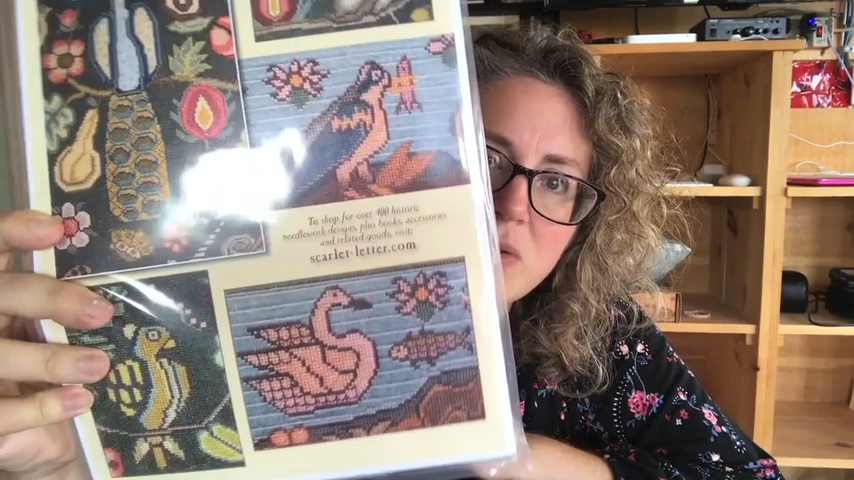 To shop for over 400 historic
needlework designs, plus books, accessories
and related goods, visit:
scarlet-letter.com